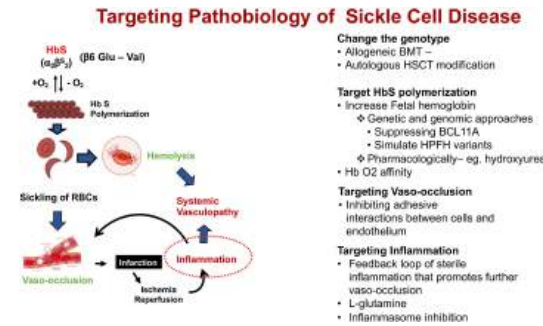 Targeting Pathobiology of Sickle Cell Disease
HbS
(α₂βˢ₂)
(β6 Glu – Val)
+O₂
- O₂
Hb S
Polymerization
Hemolysis
Sickling of RBCs
Systemic
Vasculopathy
Vaso-occlusion
Infarction
Inflammation
Ischemia
Reperfusion
Change the genotype
• Allogeneic BMT –
• Autologous HSCT modification
Target HbS polymerization
• Increase Fetal hemoglobin
❖ Genetic and genomic approaches
• Suppressing BCL11A
• Simulate HPFH variants
❖ Pharmacologically– eg. hydroxyurea
• Hb O2 affinity
Targeting Vaso-occlusion
• Inhibiting adhesive
interactions between cells and
endothelium
Targeting Inflammation
• Feedback loop of sterile
inflammation that promotes further
vaso-occlusion
• L-glutamine
• Inflammasome inhibition